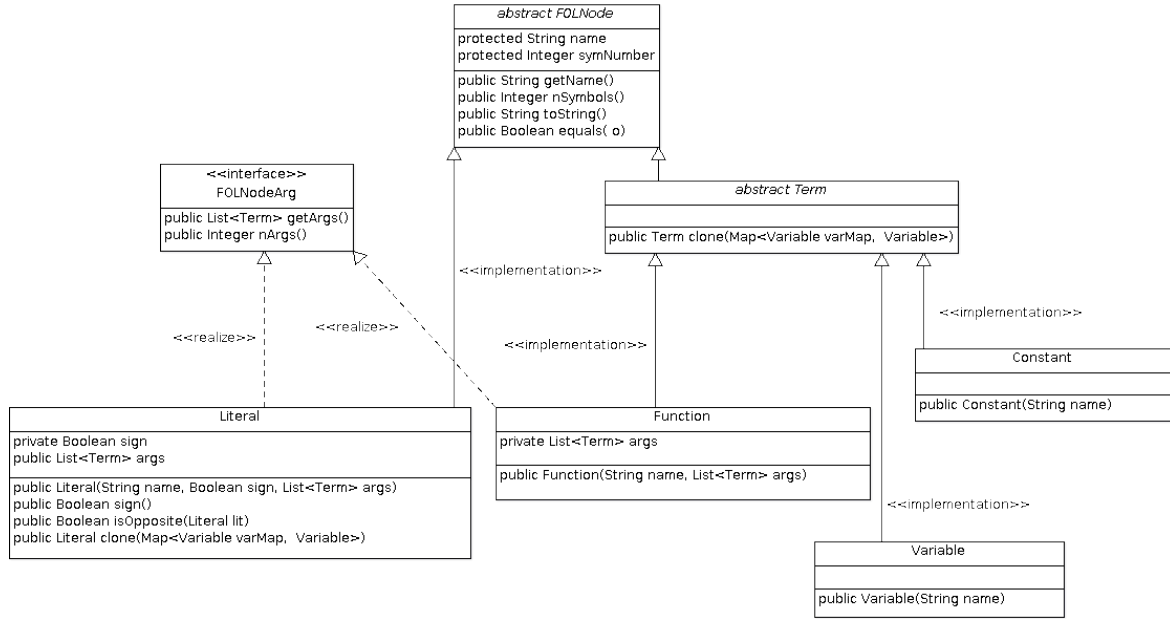 abstract FOLNode
protected String name
protected Integer symNumber
public String getName()
public Integer nSymbols()
public String toString()
public Boolean equals( o)
<<interface>>
FOLNodeArg
public List<Term> getArgs()
public Integer nArgs()
abstract Term
public Term clone(Map<Variable varMap,  Variable>)
<<implementation>>
<<implementation>>
<<realize>>
<<realize>>
<<implementation>>
Constant
public Constant(String name)
Literal
private Boolean sign
public List<Term> args
public Literal(String name, Boolean sign, List<Term> args)
public Boolean sign()
public Boolean isOpposite(Literal lit)
public Literal clone(Map<Variable varMap,  Variable>)
Function
private List<Term> args
public Function(String name, List<Term> args)
<<implementation>>
Variable
public Variable(String name)